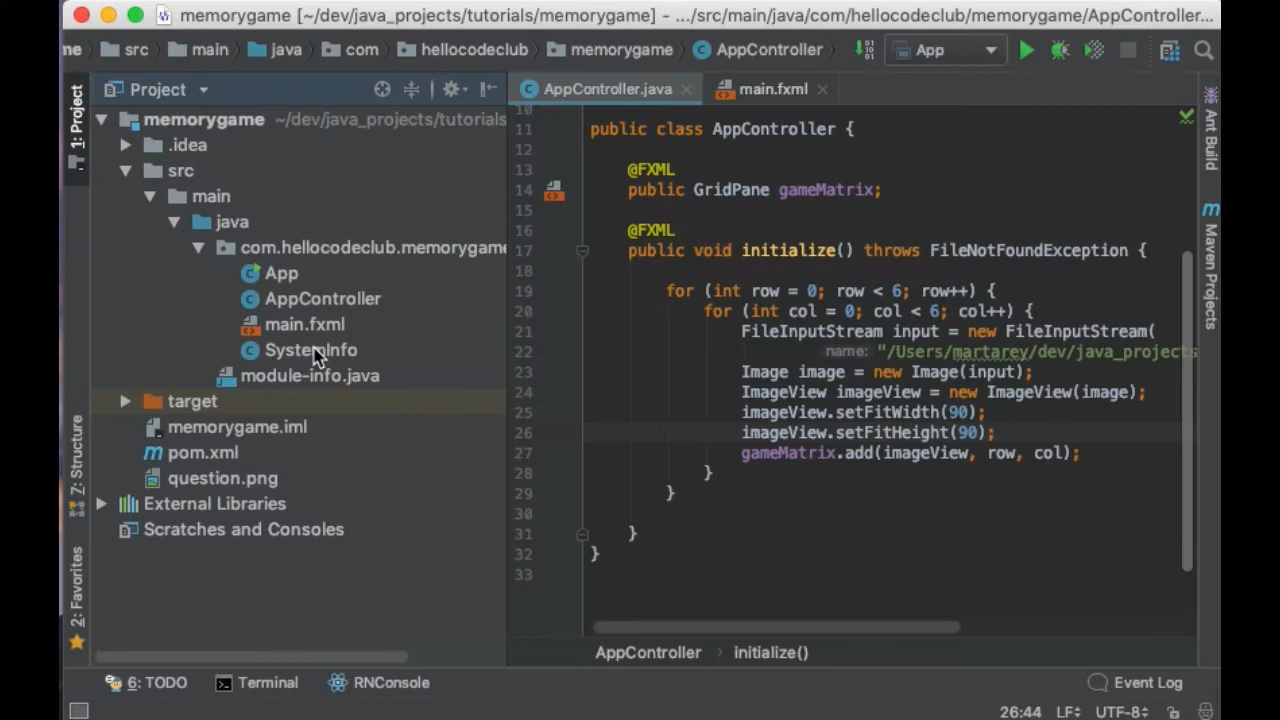 memorygame [~/dev/java_projects/tutorials/memorygame] - .../src/main/java/com/hellocodeclub/memorygame/AppController...
me src main java com hellocodeclub memorygame AppController App
1: Project
Z: Structure
2: Favorites
Project
memorygame ~/dev/java_projects/tutorials
.idea
src
main
java
com.hellocodeclub.memorygame
App
AppController
main.fxml
SystemInfo
module-info.java
target
memorygame.iml
pom.xml
question.png
External Libraries
Scratches and Consoles
AppController.java main.fxml
10
11 public class AppController {
12
13 @FXML
14 public GridPane gameMatrix;
15
16 @FXML
17 public void initialize() throws FileNotFoundException {
18
19 for (int row = 0; row < 6; row++) {
20 for (int col = 0; col < 6; col++) {
21 FileInputStream input = new FileInputStream(
22 name: "/Users/martarey/dev/java_projects
23 Image image = new Image(input);
24 ImageView imageView = new ImageView(image);
25 imageView.setFitWidth(90);
26 imageView.setFitHeight(90);
27 gameMatrix.add(imageView, row, col);
28 }
29 }
30
31 }
32 }
33
AppController › initialize()
Ant Build
Maven Projects
6: TODO Terminal RNConsole Event Log
26:44 LF UTF-8